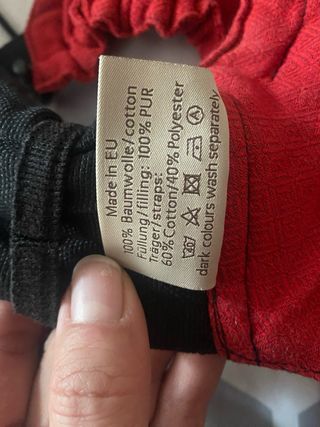 Made in EU
100% Baumwolle/cotton
Füllung/filling: 100% PUR
Träger/straps:
60% Cotton/40% Polyester
dark colours wash separately